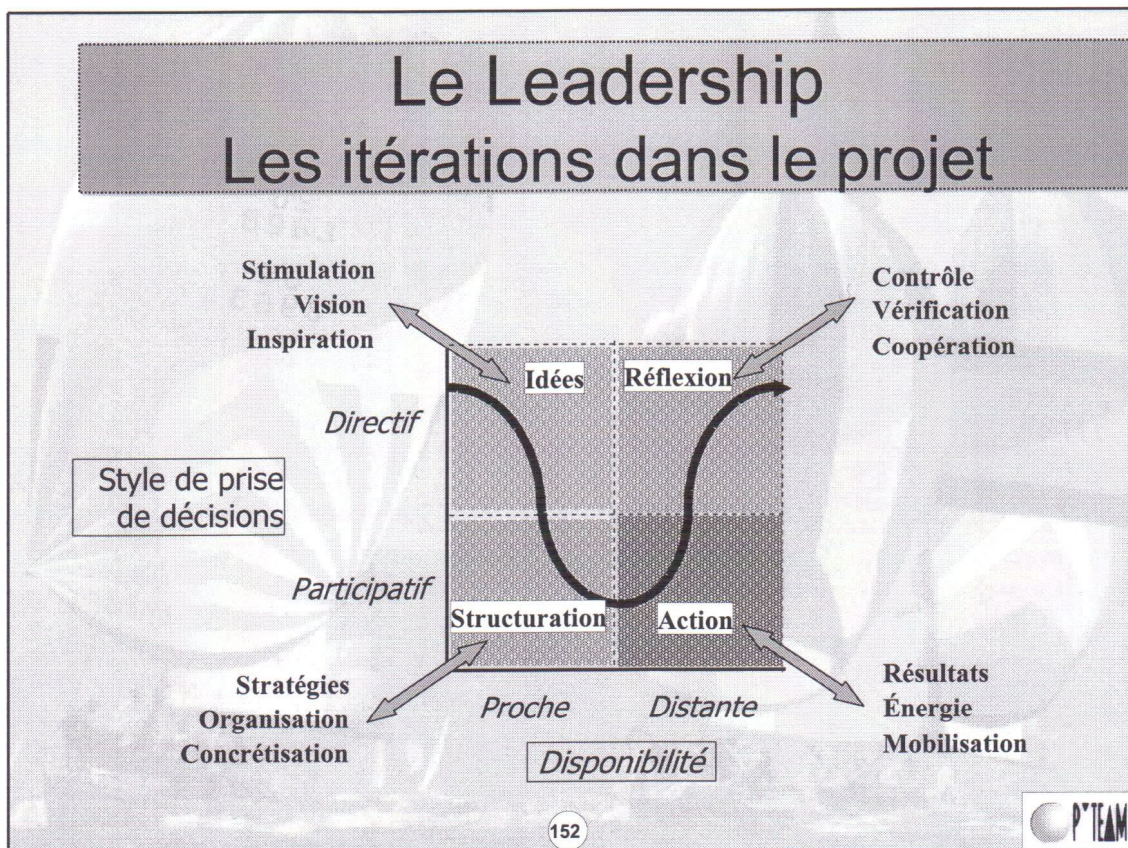 Le Leadership
Les itérations dans le projet
Stimulation
Vision
Inspiration
Contrôle
Vérification
Coopération
Idées
Réflexion
Directif
Style de prise
de décisions
Participatif
Structuration
Action
Stratégies
Organisation
Concrétisation
Proche
Distante
Résultats
Énergie
Mobilisation
Disponibilité
152
P'TEAM